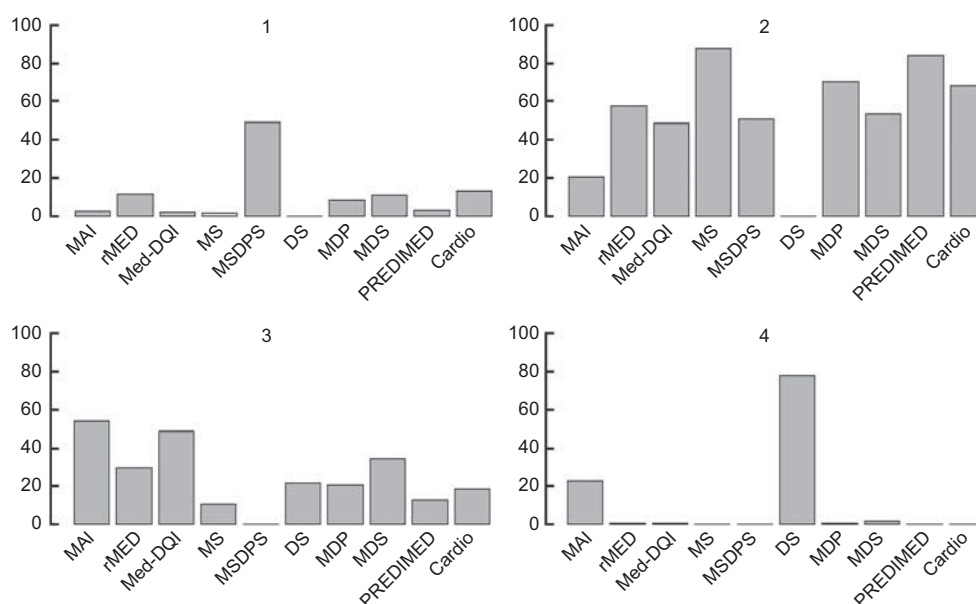 1
100
80
60
40
20
0
MAI
rMED
Med-DQI
MS
MSDPS
DS
MDP
MDS
PREDIMED
Cardio
2
100
80
60
40
20
0
MAI
rMED
Med-DQI
MS
MSDPS
DS
MDP
MDS
PREDIMED
Cardio
3
100
80
60
40
20
0
MAI
rMED
Med-DQI
MS
MSDPS
DS
MDP
MDS
PREDIMED
Cardio
4
100
80
60
40
20
0
MAI
rMED
Med-DQI
MS
MSDPS
DS
MDP
MDS
PREDIMED
Cardio